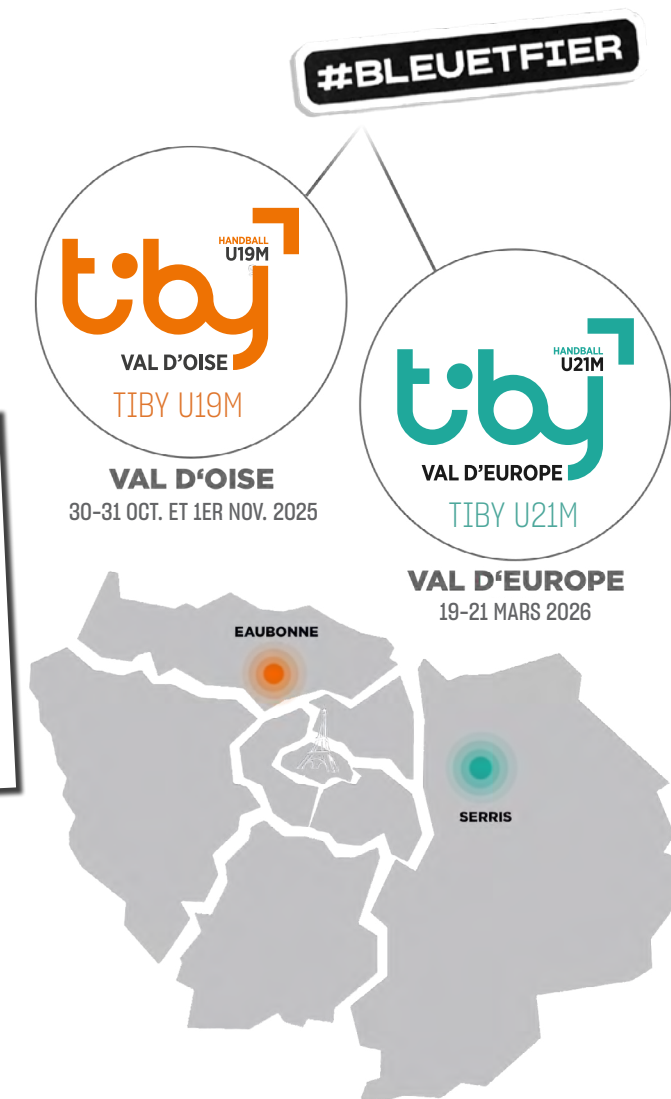 #BLEUETFIER
tiby
HANDBALL
U19M
VAL D'OISE
TIBY U19M
VAL D'OISE
30-31 OCT. ET 1ER NOV. 2025
tiby
HANDBALL
U21M
VAL D'EUROPE
TIBY U21M
VAL D'EUROPE
19-21 MARS 2026
EAUBONNE
SERRIS